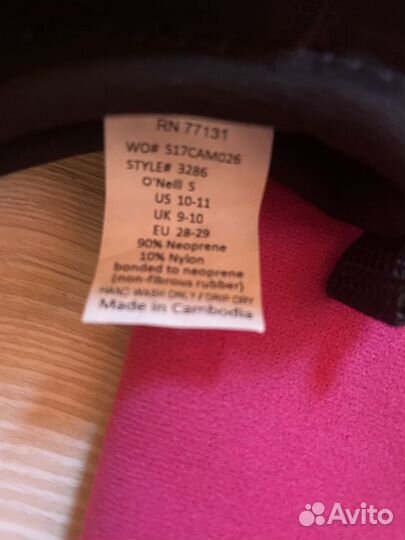 RN 77131
WO# S17CAM026
STYLE# 3286
O'Neill S
US 10-11
UK 9-10
EU 28-29
90% Neoprene
10% Nylon
bonded to neoprene
(non-fibrous rubber)
HAND WASH ONLY / DRIP DRY
Made in Cambodia
Avito